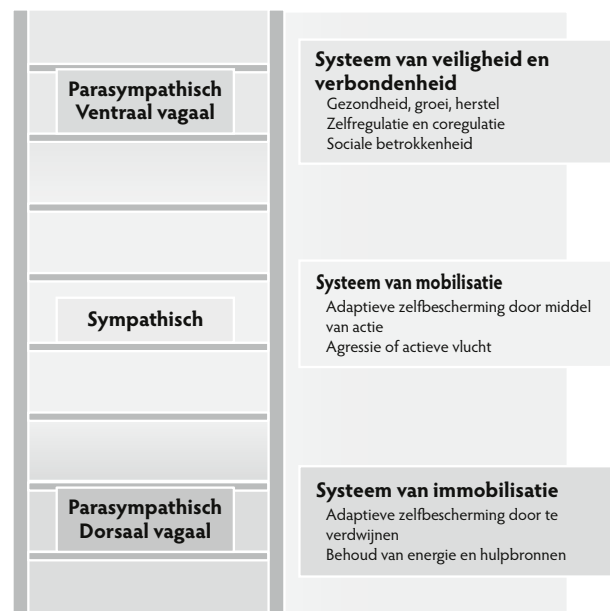 Parasympathisch
Ventraal vagaal
Systeem van veiligheid en
verbondenheid
Gezondheid, groei, herstel
Zelfregulatie en coregulatie
Sociale betrokkenheid
Sympathisch
Systeem van mobilisatie
Adaptieve zelfbescherming door middel
van actie
Agressie of actieve vlucht
Parasympathisch
Dorsaal vagaal
Systeem van immobilisatie
Adaptieve zelfbescherming door te
verdwijnen
Behoud van energie en hulpbronnen